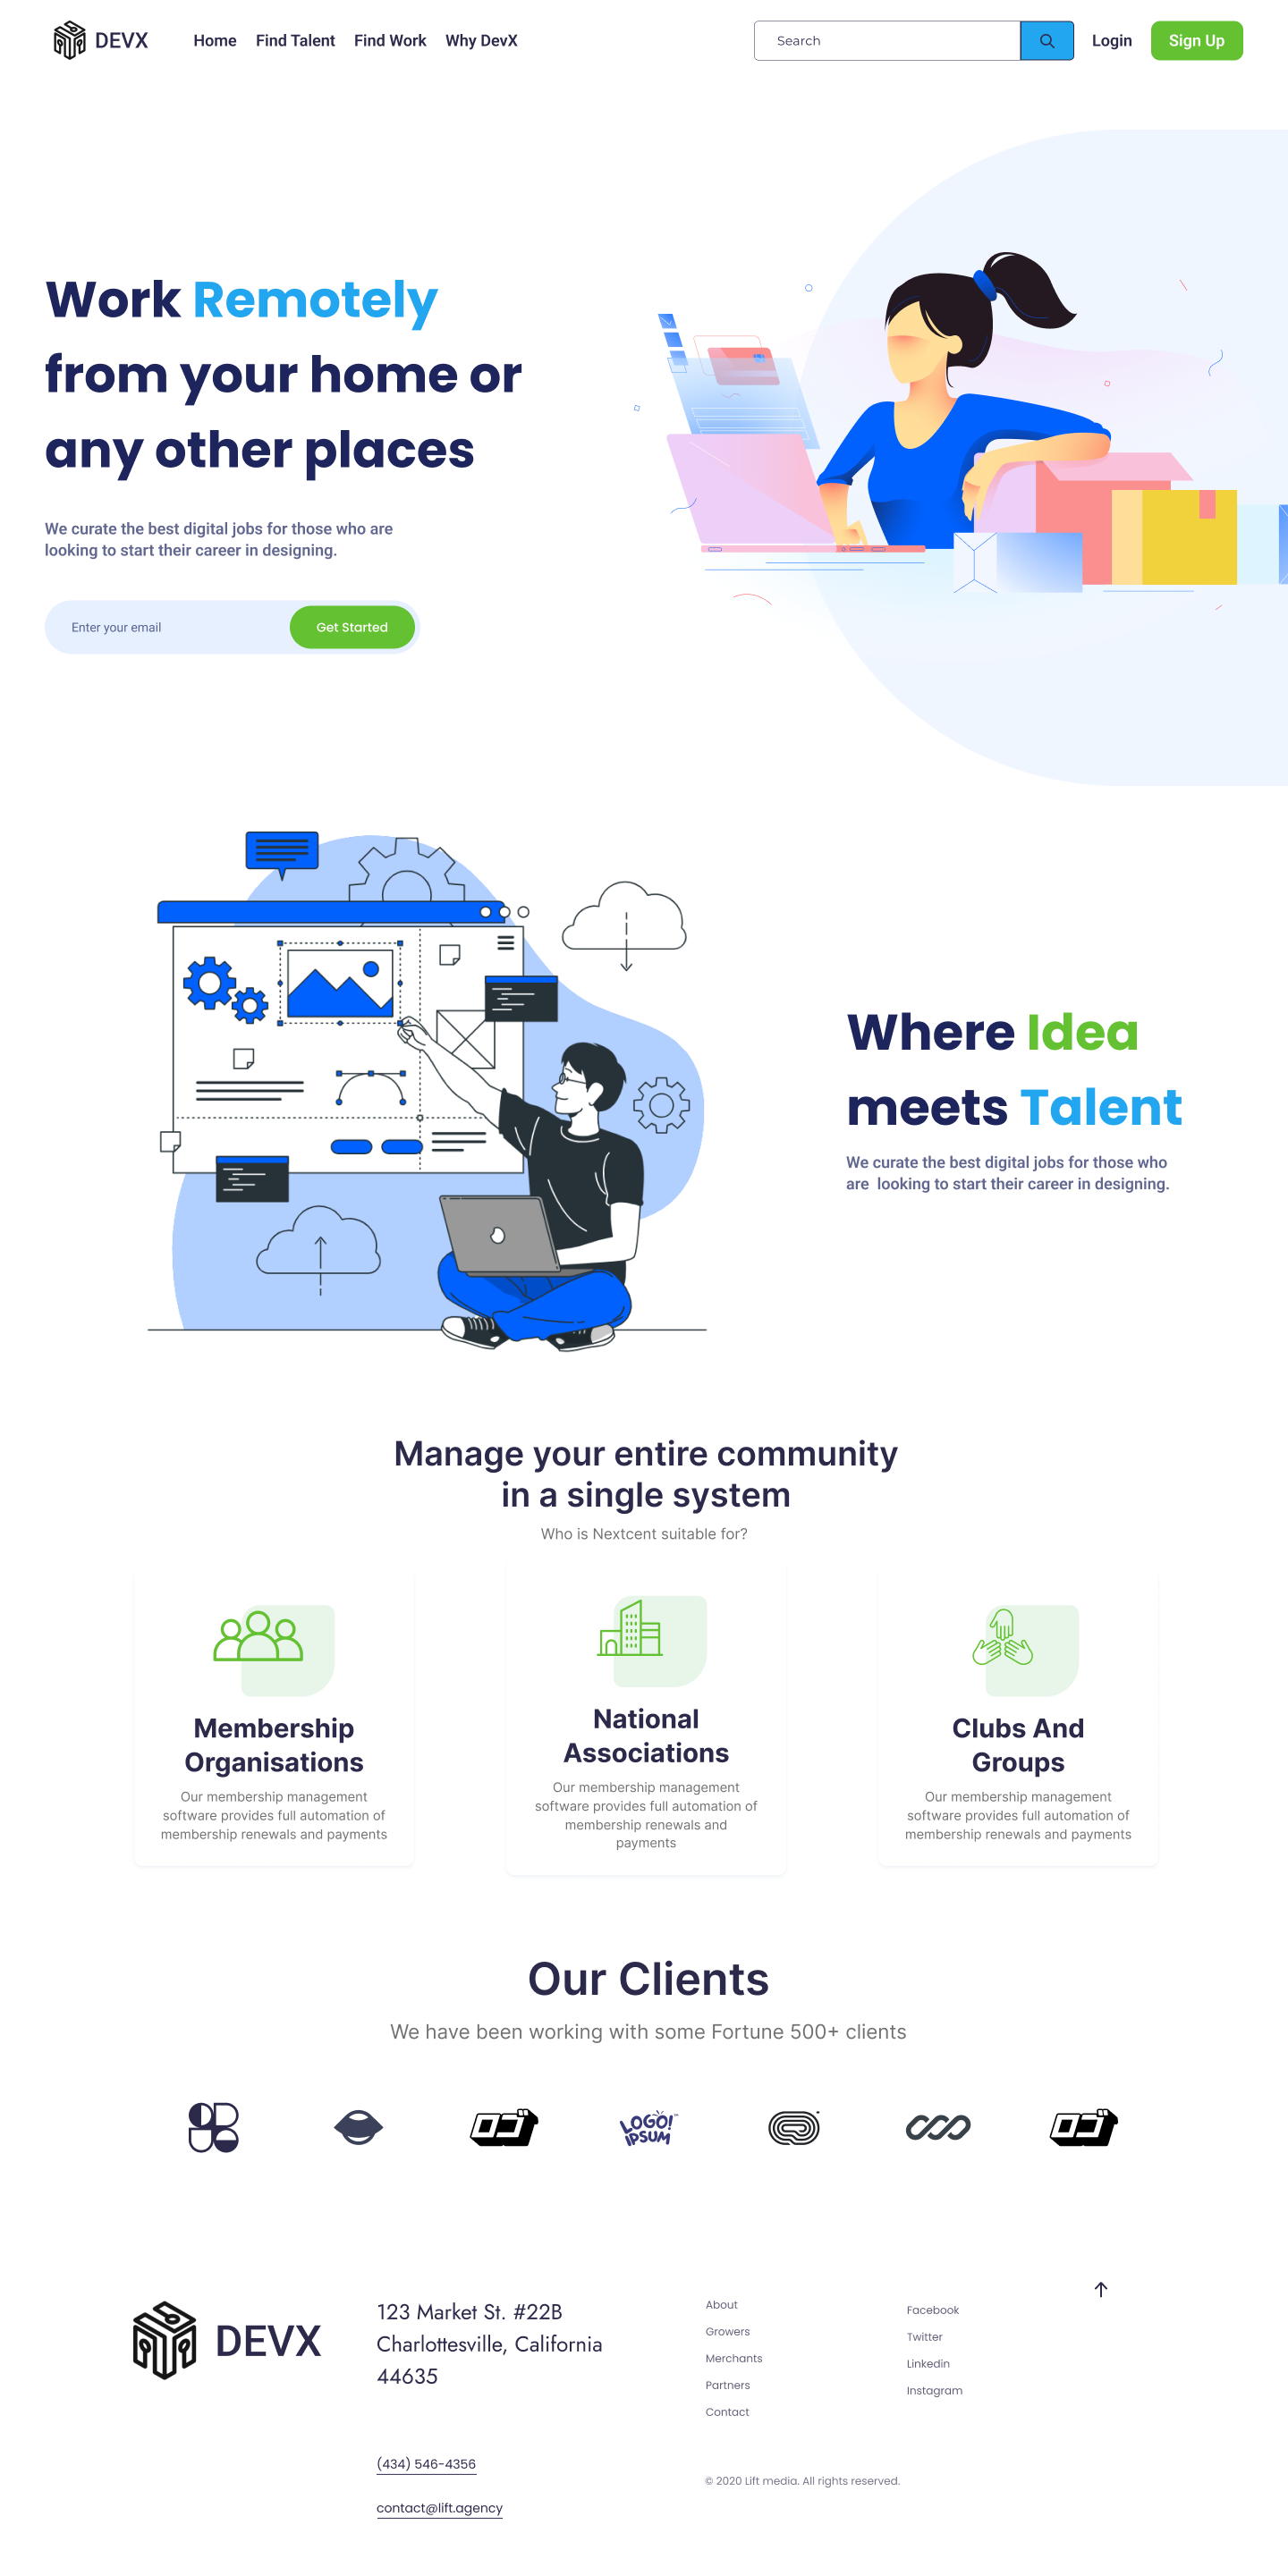 DEVX
Home Find Talent Find Work Why DevX
Search
Login
Sign Up
Work Remotely
from your home or
any other places
We curate the best digital jobs for those who are
looking to start their career in designing.
Enter your email
Get Started
Where Idea
meets Talent
We curate the best digital jobs for those who
are looking to start their career in designing.
Manage your entire community
in a single system
Who is Nextcent suitable for?
Membership
Organisations
Our membership management
software provides full automation of
membership renewals and payments
National
Associations
Our membership management
software provides full automation of
membership renewals and
payments
Clubs And
Groups
Our membership management
software provides full automation of
membership renewals and payments
Our Clients
We have been working with some Fortune 500+ clients
LOGO!
IPSUM
DEVX
123 Market St. #22B
Charlottesville, California
44635
(434) 546-4356
contact@lift.agency
About
Growers
Merchants
Partners
Contact
Facebook
Twitter
Linkedin
Instagram
© 2020 Lift media. All rights reserved.